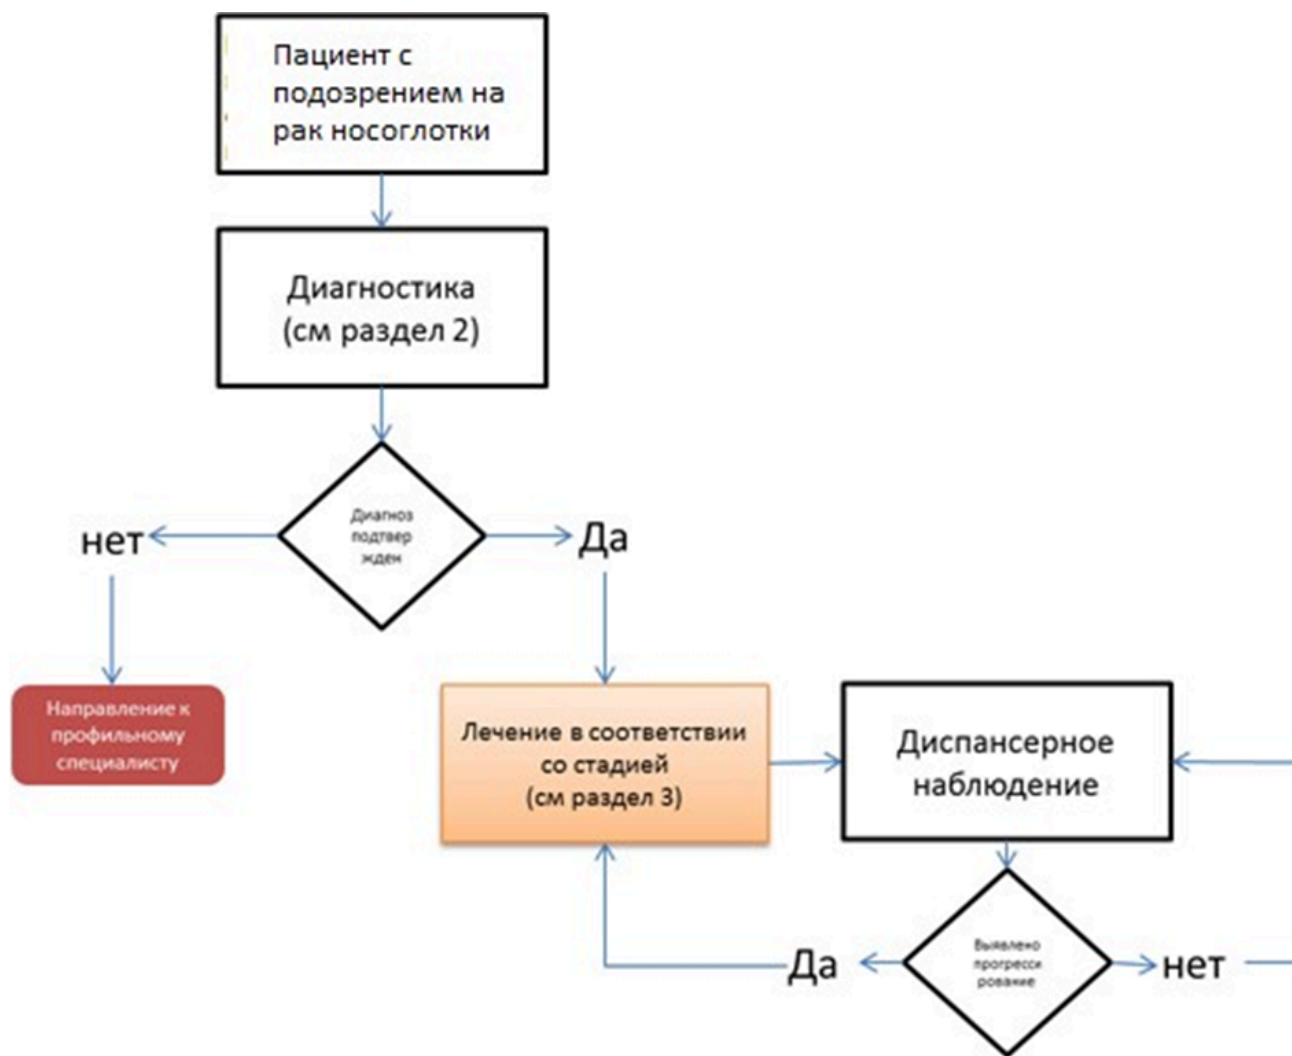 Пациент с
подозрением на
рак носоглотки
Диагностика
(см раздел 2)
Диагноз
подтвер
жден
нет
Да
Направление к
профильному
специалисту
Лечение в соответствии
со стадией
(см раздел 3)
Диспансерное
наблюдение
Выявлено
прогресси
рование
Да
нет